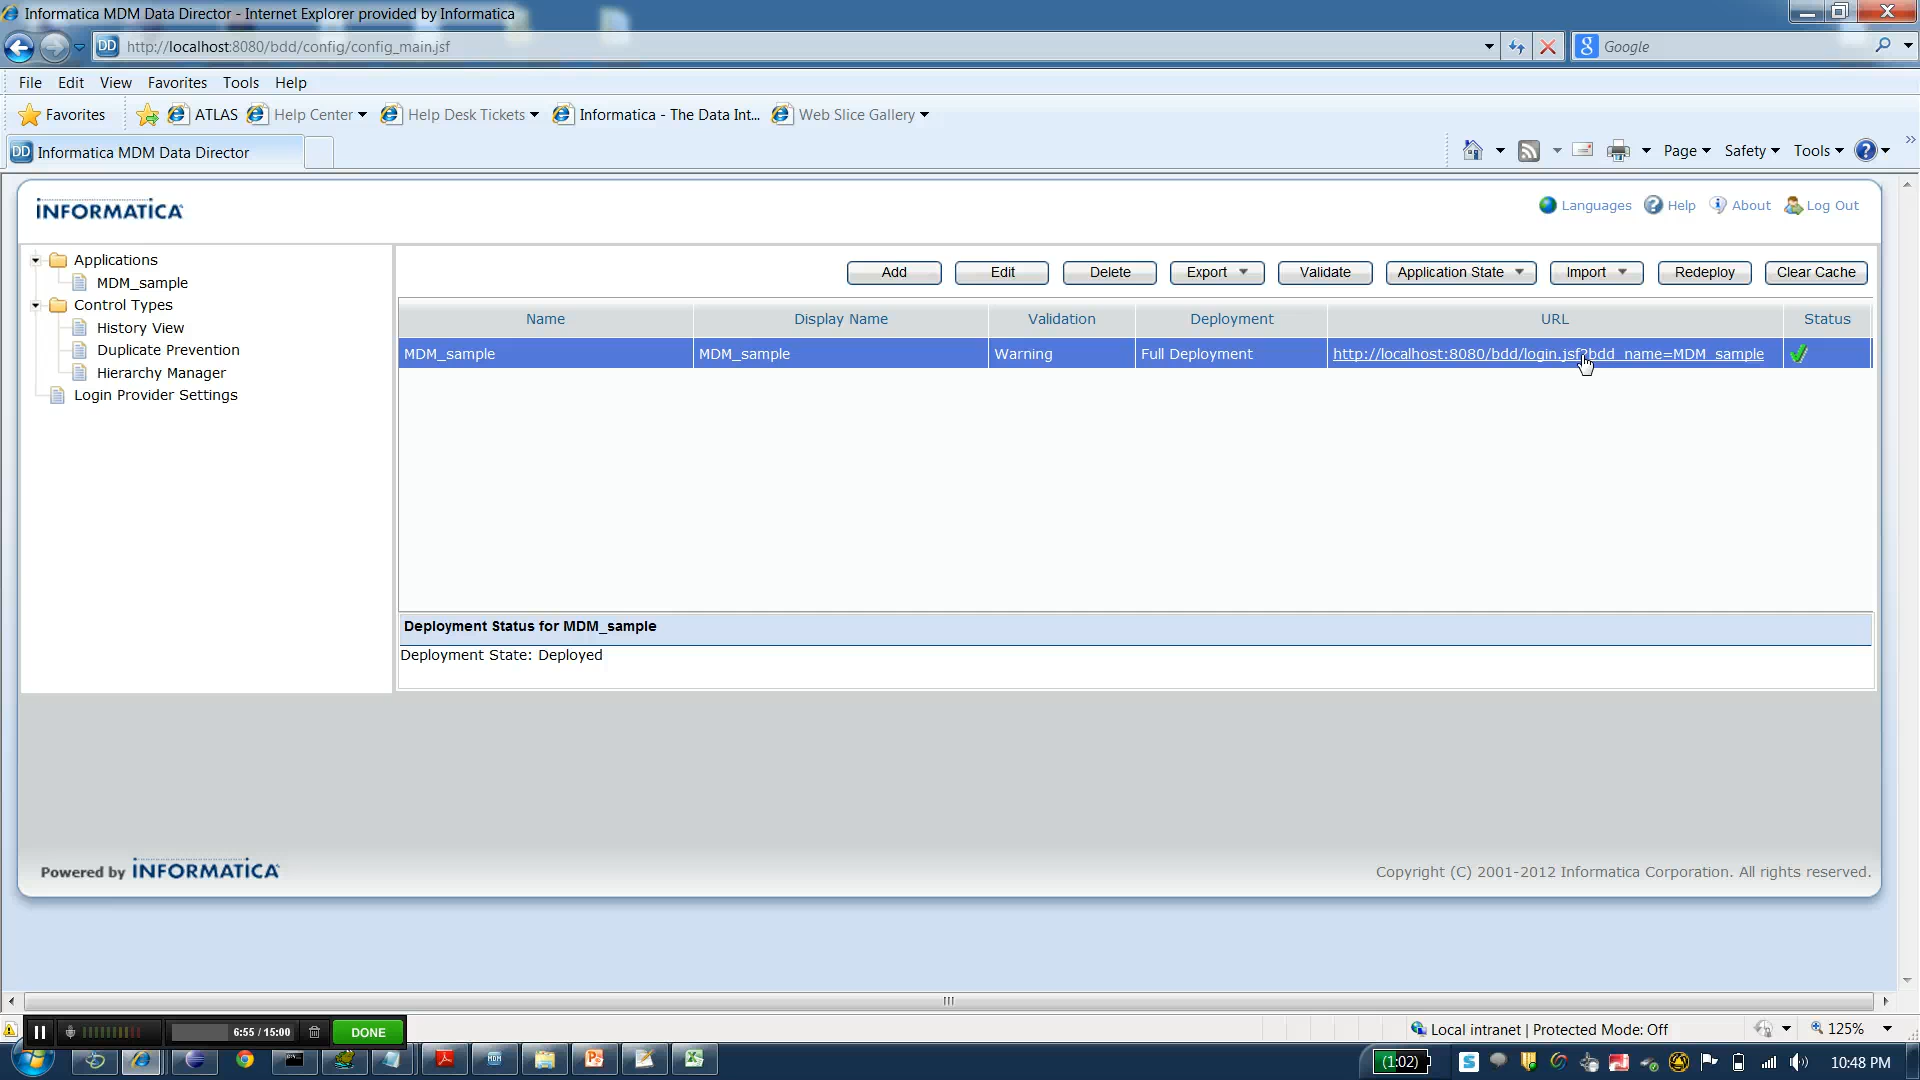 Informatica MDM Data Director - Internet Explorer provided by Informatica
DD http://localhost:8080/bdd/config/config_main.jsf
Google
File Edit View Favorites Tools Help
Favorites ATLAS Help Center Help Desk Tickets Informatica - The Data Int... Web Slice Gallery
DD Informatica MDM Data Director
Page Safety Tools
INFORMATICA
Languages Help About Log Out
Applications
MDM_sample
Control Types
History View
Duplicate Prevention
Hierarchy Manager
Login Provider Settings
Add Edit Delete Export Validate Application State Import Redeploy Clear Cache
Name Display Name Validation Deployment URL Status
MDM_sample MDM_sample Warning Full Deployment http://localhost:8080/bdd/login.jsf?bdd_name=MDM_sample
Deployment Status for MDM_sample
Deployment State: Deployed
Powered by INFORMATICA
Copyright (C) 2001-2012 Informatica Corporation. All rights reserved.
6:55 / 15:00 DONE
Local intranet | Protected Mode: Off
125%
(1:02)
10:48 PM